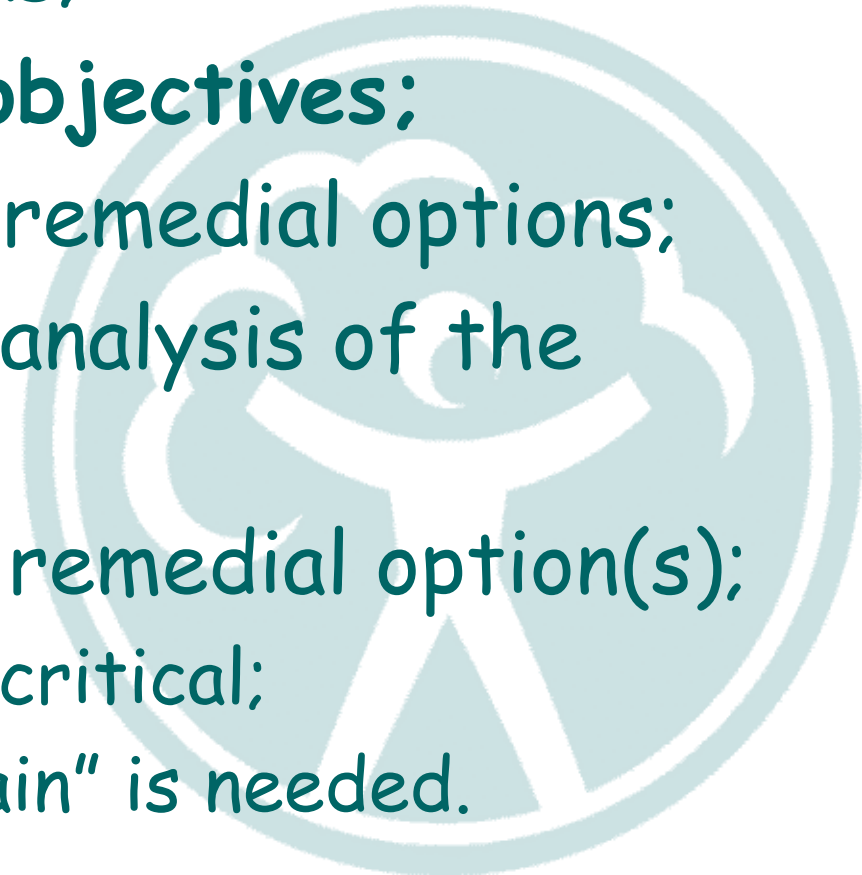 objectives;
remedial options;
analysis of the
remedial option(s);
critical;
ain” is needed.